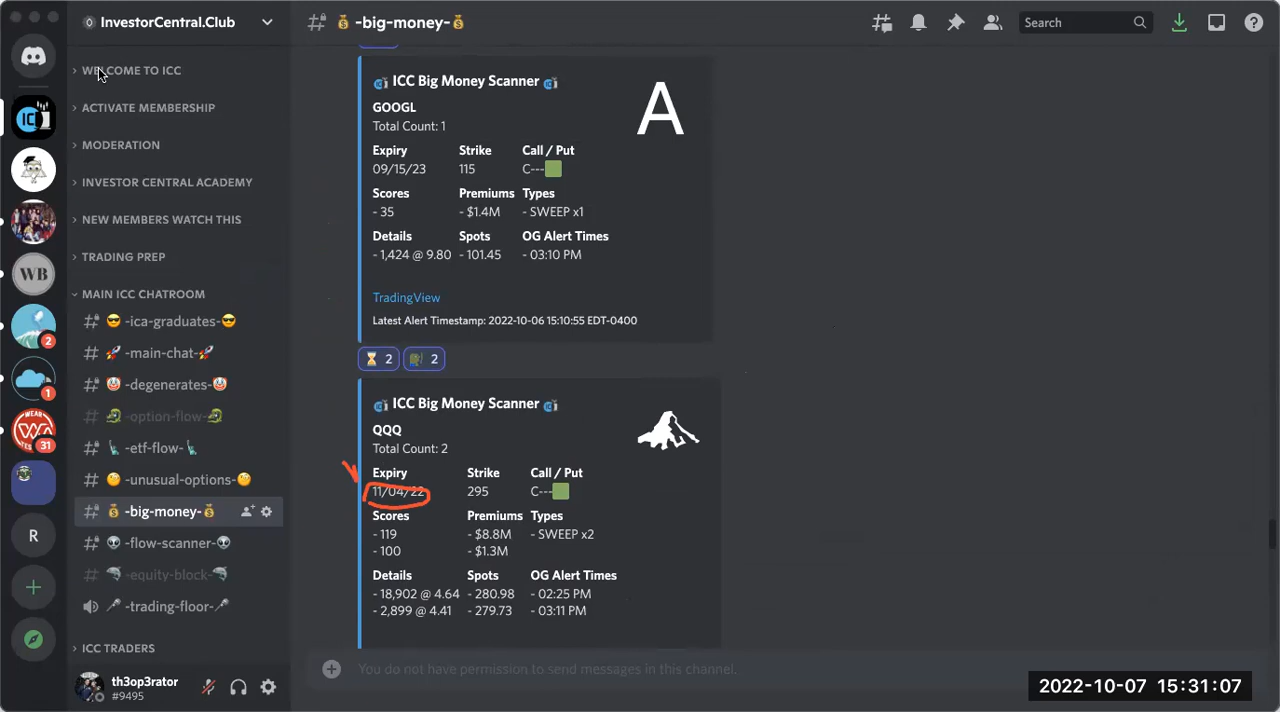 InvestorCentral.Club
WELCOME TO ICC
ACTIVATE MEMBERSHIP
MODERATION
INVESTOR CENTRAL ACADEMY
NEW MEMBERS WATCH THIS
TRADING PREP
MAIN ICC CHATROOM
😎 -ica-graduates-😎
🚀 -main-chat-🚀
🤡 -degenerates-🤡
🐲 -option-flow-🐲
🗽 -etf-flow-🗽
🤔 -unusual-options-🤔
💰 -big-money-💰
👽 -flow-scanner-👽
🐬 -equity-block-🐬
🎤 -trading-floor-🎤
ICC TRADERS
th3op3rator
#9495
IC
WB
2
1
WEAR
31
R
💰 -big-money-💰
Search
ICC Big Money Scanner
GOOGL
A
Total Count: 1
Expiry Strike Call / Put
09/15/23 115 C---🟩
Scores Premiums Types
- 35 - $1.4M - SWEEP x1
Details Spots OG Alert Times
- 1,424 @ 9.80 - 101.45 - 03:10 PM
TradingView
Latest Alert Timestamp: 2022-10-06 15:10:55 EDT-0400
2 2
ICC Big Money Scanner
QQQ
Total Count: 2
Expiry Strike Call / Put
11/04/22 295 C---🟩
Scores Premiums Types
- 119 - $8.8M - SWEEP x2
- 100 - $1.3M
Details Spots OG Alert Times
- 18,902 @ 4.64 - 280.98 - 02:25 PM
- 2,899 @ 4.41 - 279.73 - 03:11 PM
You do not have permission to send messages in this channel.
2022-10-07 15:31:07